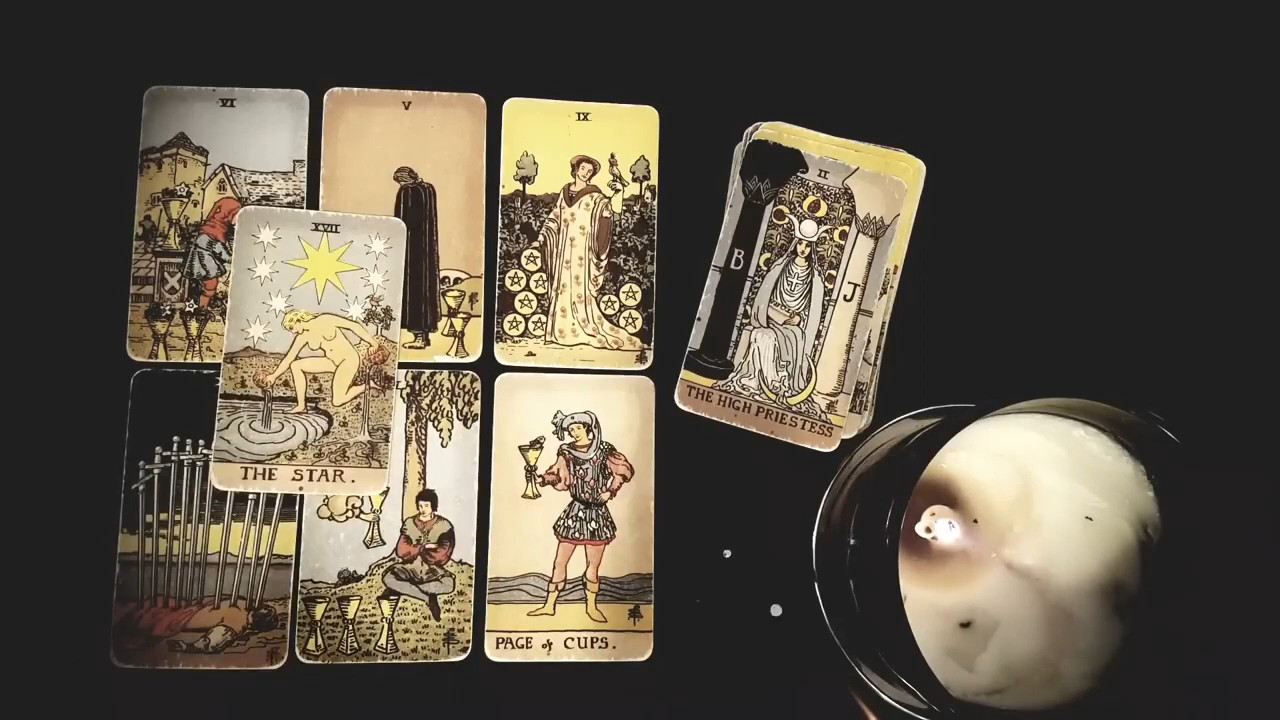 VI
V
IX
II
B
J
THE HIGH PRIESTESS
XVII
THE STAR.
PAGE of CUPS.